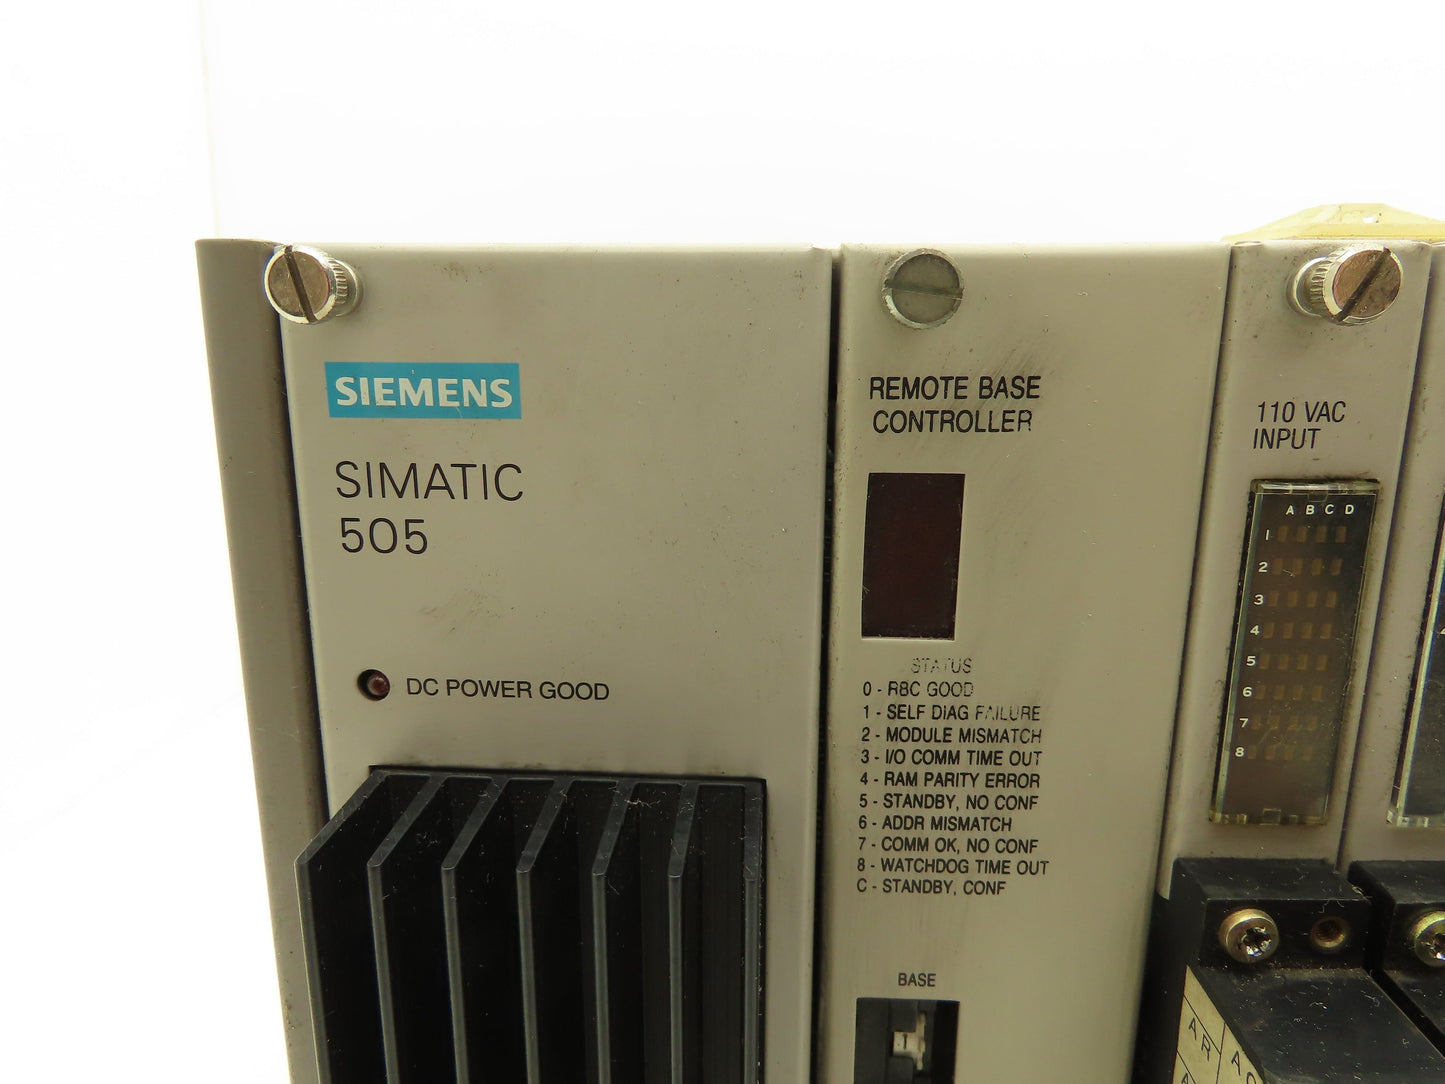 SIEMENS
SIMATIC
505
DC POWER GOOD
REMOTE BASE
CONTROLLER
STATUS
0 - RBC GOOD
1 - SELF DIAG FAILURE
2 - MODULE MISMATCH
3 - I/O COMM TIME OUT
4 - RAM PARITY ERROR
5 - STANDBY, NO CONF
6 - ADDR MISMATCH
7 - COMM OK, NO CONF
8 - WATCHDOG TIME OUT
C - STANDBY, CONF
BASE
1
110 VAC
INPUT
A B C D
1
2
3
4
5
6
7
8
AR